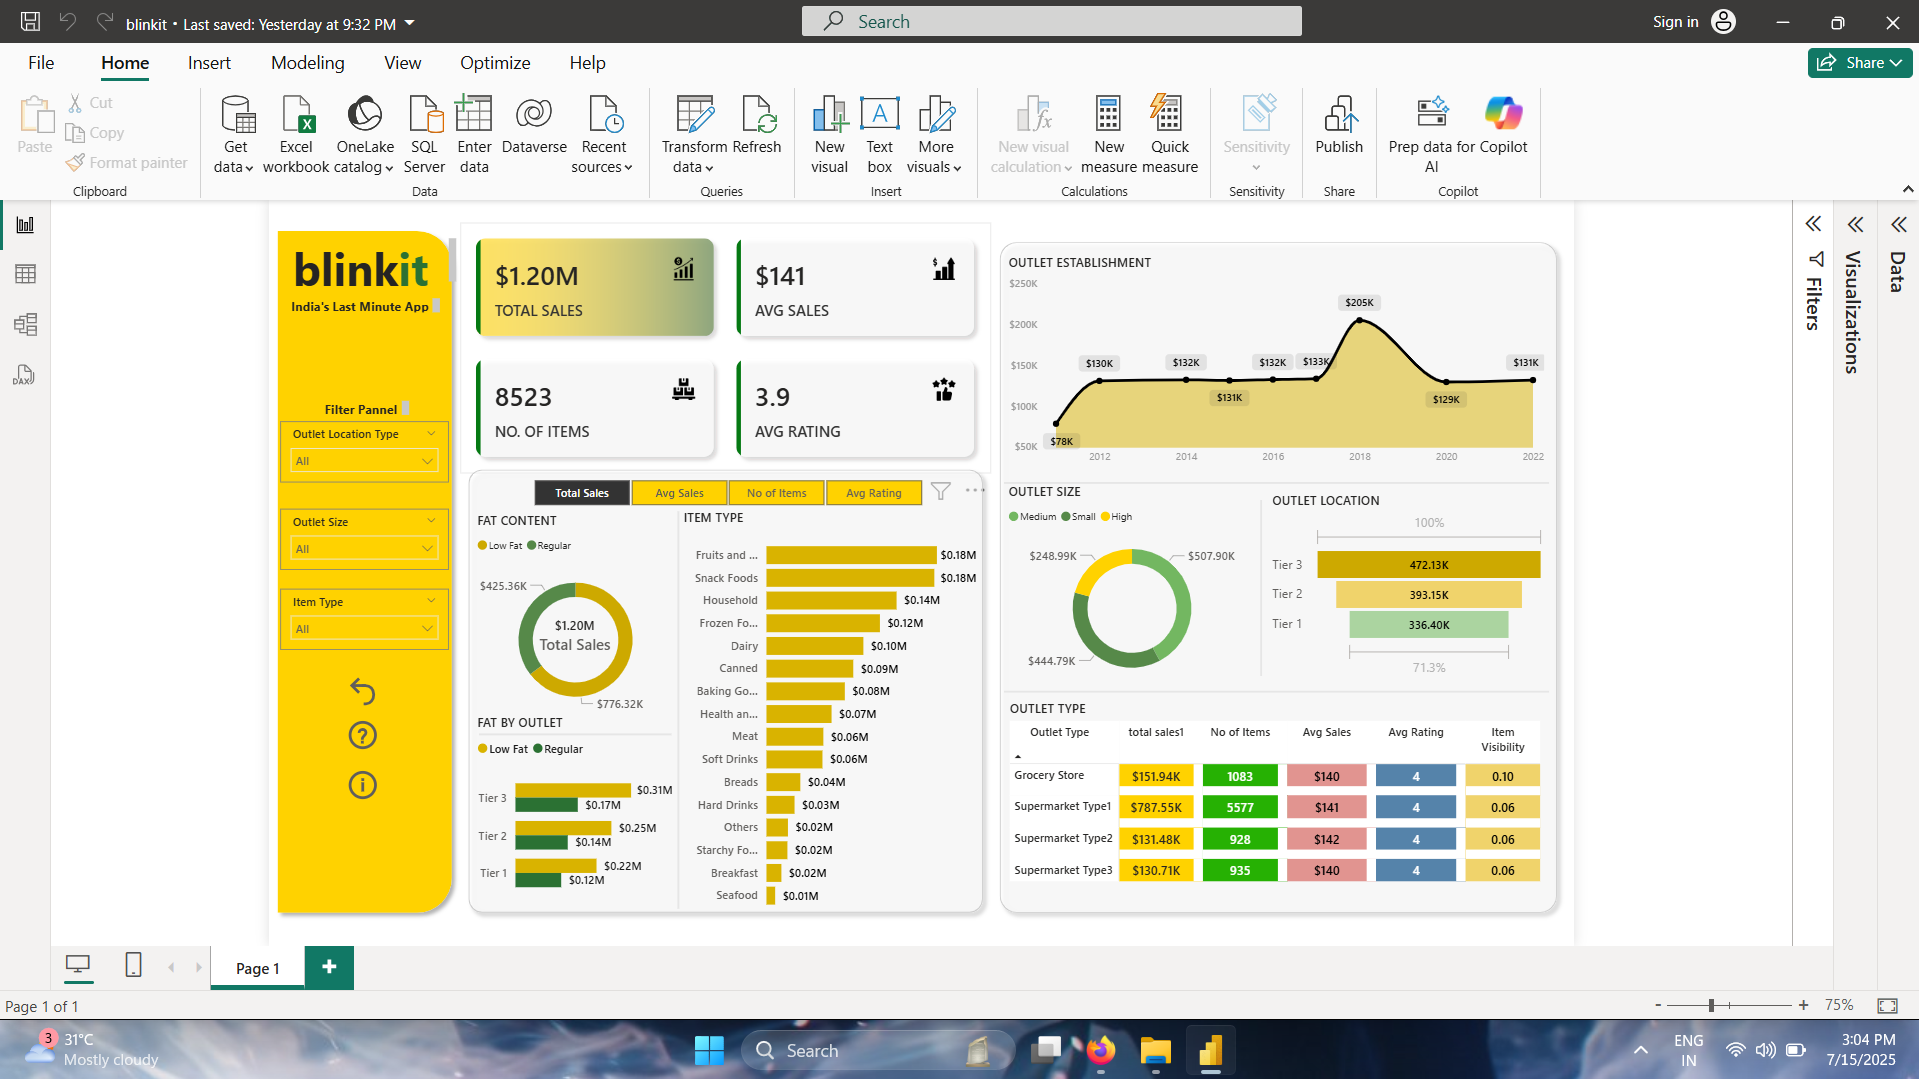 blinkit • Last saved: Yesterday at 9:32 PM
Search
Sign in
File
Home
Insert
Modeling
View
Optimize
Help
Share
Paste
Cut
Copy
Format painter
Clipboard
Get data
Excel workbook
OneLake catalog
SQL Server
Enter data
Dataverse
Recent sources
Data
Transform data
Refresh
Queries
New visual
Text box
More visuals
Insert
New visual calculation
New measure
Quick measure
Calculations
Sensitivity
Sensitivity
Publish
Share
Prep data for AI
Copilot
Copilot
blinkit
India's Last Minute App
Filter Pannel
Outlet Location Type
All
Outlet Size
All
Item Type
All
$1.20M
TOTAL SALES
$141
AVG SALES
8523
NO. OF ITEMS
3.9
AVG RATING
Total Sales
Avg Sales
No of Items
Avg Rating
FAT CONTENT
Low Fat
Regular
$425.36K
$1.20M
Total Sales
$776.32K
FAT BY OUTLET
Low Fat
Regular
Tier 3
$0.31M
$0.17M
Tier 2
$0.25M
$0.14M
Tier 1
$0.22M
$0.12M
ITEM TYPE
Fruits and ...
$0.18M
Snack Foods
$0.18M
Household
$0.14M
Frozen Fo...
$0.12M
Dairy
$0.10M
Canned
$0.09M
Baking Go...
$0.08M
Health an...
$0.07M
Meat
$0.06M
Soft Drinks
$0.06M
Breads
$0.04M
Hard Drinks
$0.03M
Others
$0.02M
Starchy Fo...
$0.02M
Breakfast
$0.02M
Seafood
$0.01M
OUTLET ESTABLISHMENT
$250K
$200K
$150K
$100K
$50K
$78K
$130K
$132K
$131K
$132K
$133K
$205K
$129K
$131K
2012
2014
2016
2018
2020
2022
OUTLET SIZE
Medium
Small
High
$248.99K
$507.90K
$444.79K
OUTLET LOCATION
100%
Tier 3
472.13K
Tier 2
393.15K
Tier 1
336.40K
71.3%
OUTLET TYPE
Outlet Type
total sales1
No of Items
Avg Sales
Avg Rating
Item Visibility
Grocery Store $151.94K 1083 $140 4 0.10
Supermarket Type1 $787.55K 5577 $141 4 0.06
Supermarket Type2 $131.48K 928 $142 4 0.06
Supermarket Type3 $130.71K 935 $140 4 0.06
Filters
Visualizations
Data
DAX
Page 1
Page 1 of 1
75%
3
31°C
Mostly cloudy
Search
ENG
IN
3:04 PM
7/15/2025